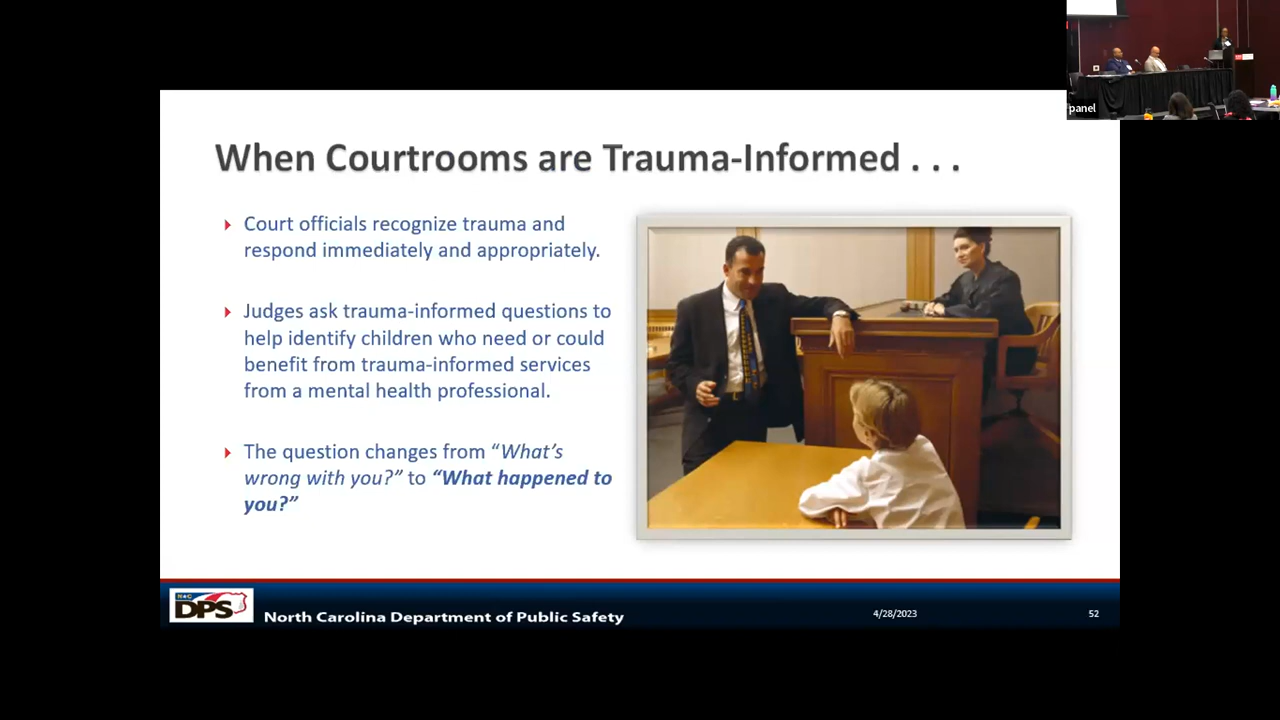 panel
When Courtrooms are Trauma-Informed . . .
Court officials recognize trauma and
respond immediately and appropriately.
Judges ask trauma-informed questions to
help identify children who need or could
benefit from trauma-informed services
from a mental health professional.
The question changes from “What’s
wrong with you?” to “What happened to
you?”
NC
DPS
North Carolina Department of Public Safety
4/28/2023
52